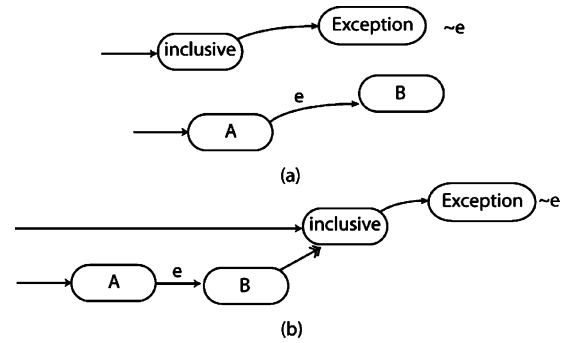 Exception ~e
inclusive
e B
A
(a)
Exception ~e
inclusive
A e B
(b)